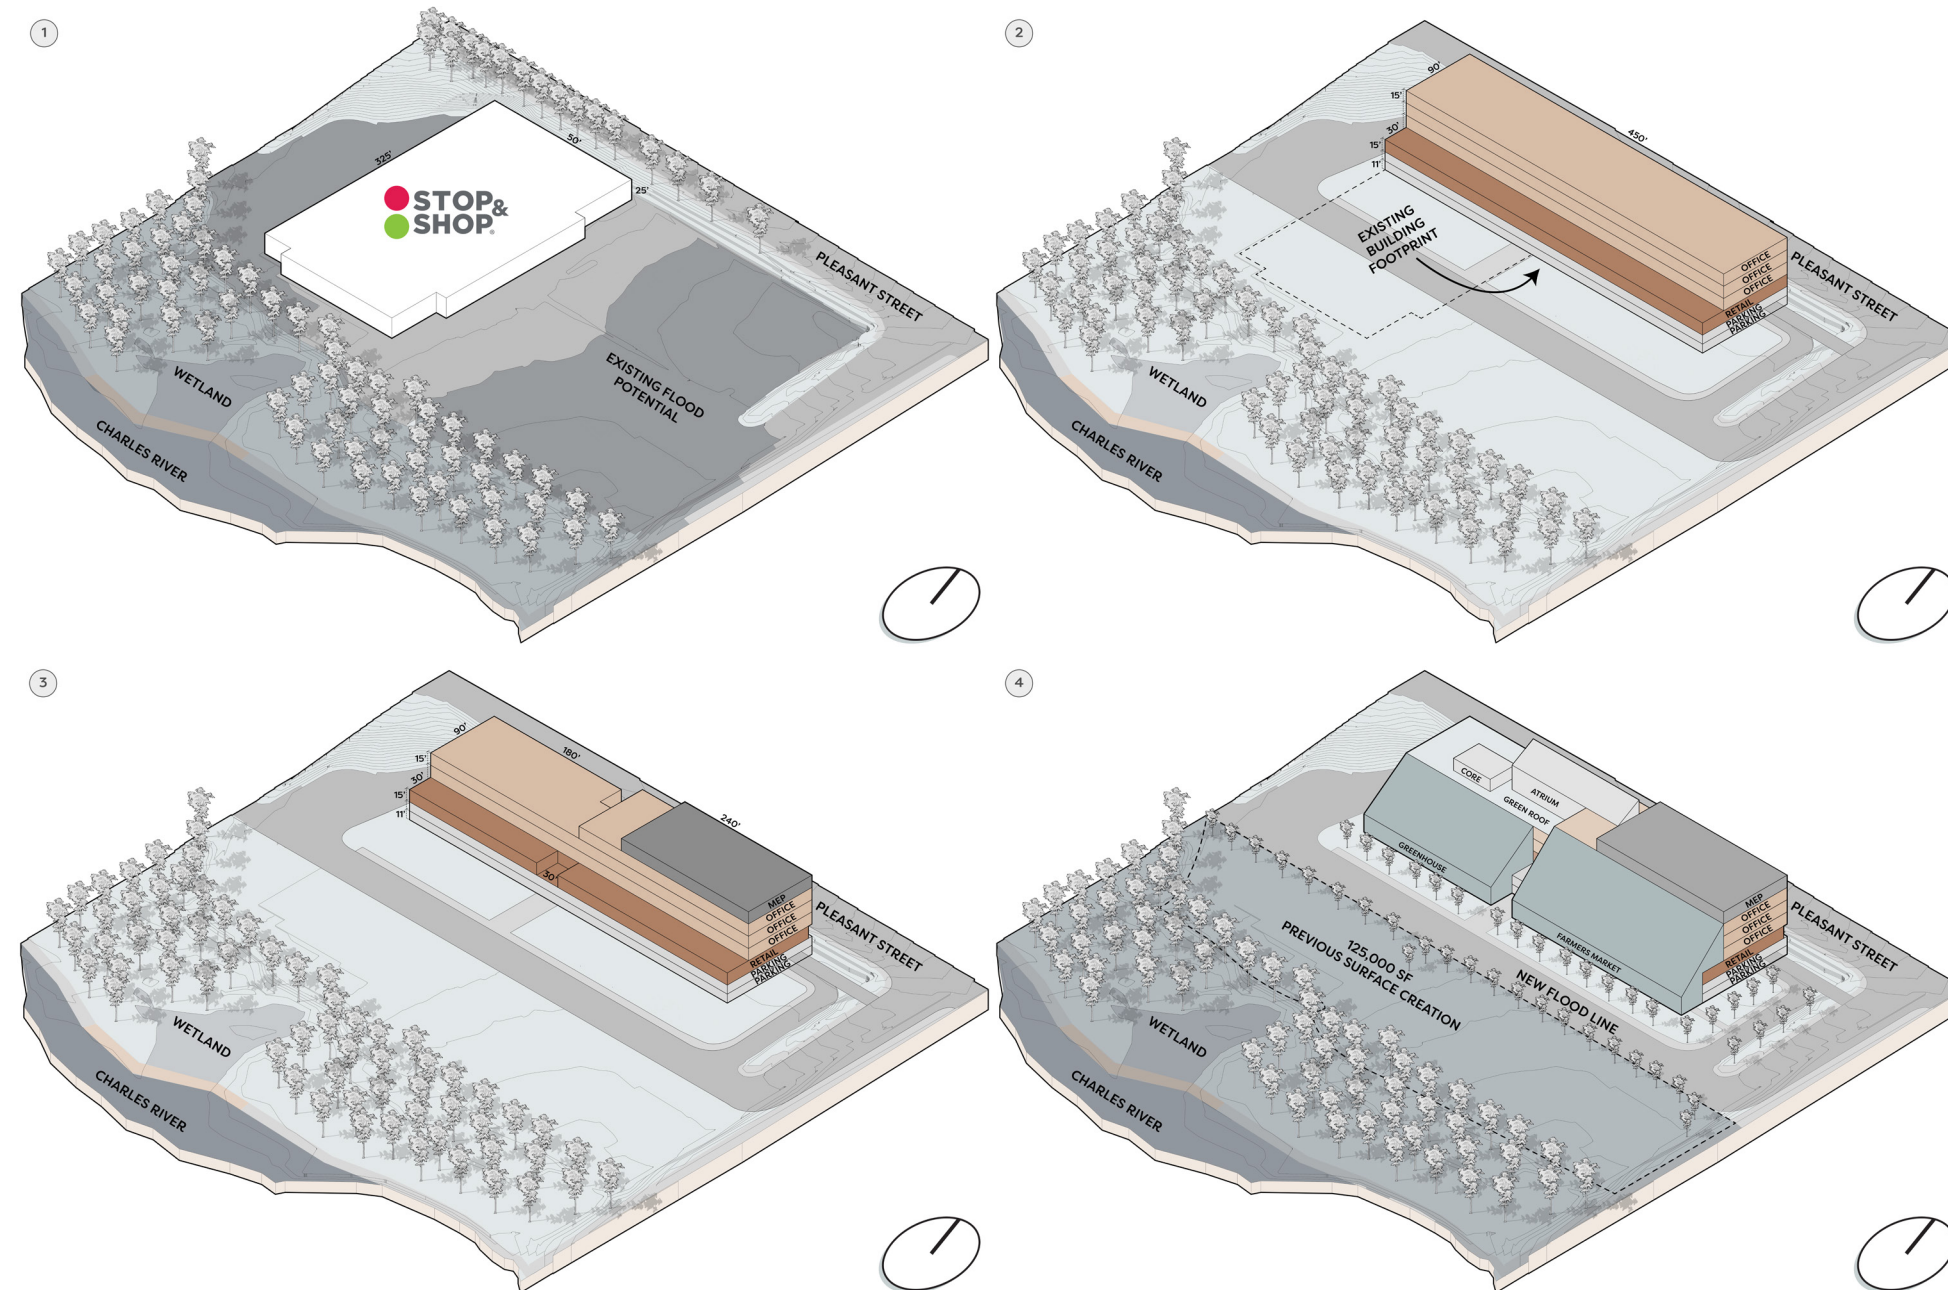 1
325'
50'
25'
STOP&
SHOP
PLEASANT STREET
EXISTING FLOOD
POTENTIAL
WETLAND
CHARLES RIVER
2
90'
15'
30'
15'
11'
450'
EXISTING
BUILDING
FOOTPRINT
OFFICE
OFFICE
OFFICE
RETAIL
PARKING
PARKING
PLEASANT STREET
WETLAND
CHARLES RIVER
3
90'
15'
30'
15'
11'
180'
240'
30'
MEP
OFFICE
OFFICE
OFFICE
RETAIL
PARKING
PARKING
PLEASANT STREET
WETLAND
CHARLES RIVER
4
CORE
ATRIUM
GREEN ROOF
GREENHOUSE
FARMERS MARKET
MEP
OFFICE
OFFICE
OFFICE
RETAIL
PARKING
PARKING
PLEASANT STREET
125,000 SF
PREVIOUS SURFACE CREATION
NEW FLOOD LINE
WETLAND
CHARLES RIVER